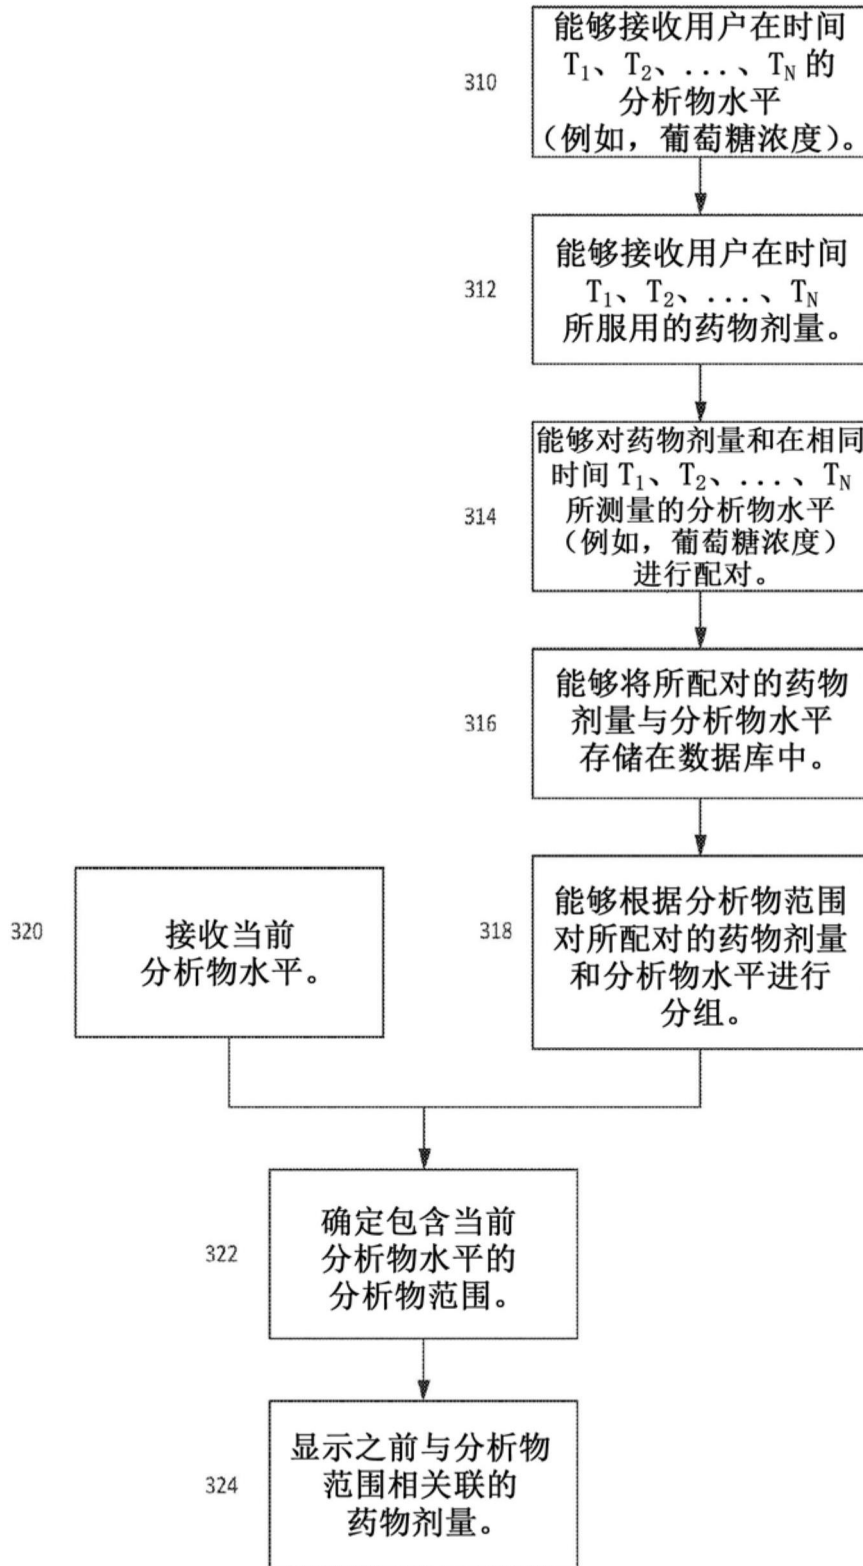 310
能够接收用户在时间
T₁、T₂、...、T_N 的
分析物水平
（例如，葡萄糖浓度）。
312
能够接收用户在时间
T₁、T₂、...、T_N
所服用的药物剂量。
314
能够对药物剂量和在相同
时间 T₁、T₂、...、T_N
所测量的分析物水平
（例如，葡萄糖浓度）
进行配对。
316
能够将所配对的药物
剂量与分析物水平
存储在数据库中。
318
能够根据分析物范围
对所配对的药物剂量
和分析物水平进行
分组。
320
接收当前
分析物水平。
322
确定包含当前
分析物水平的
分析物范围。
324
显示之前与分析物
范围相关联的
药物剂量。